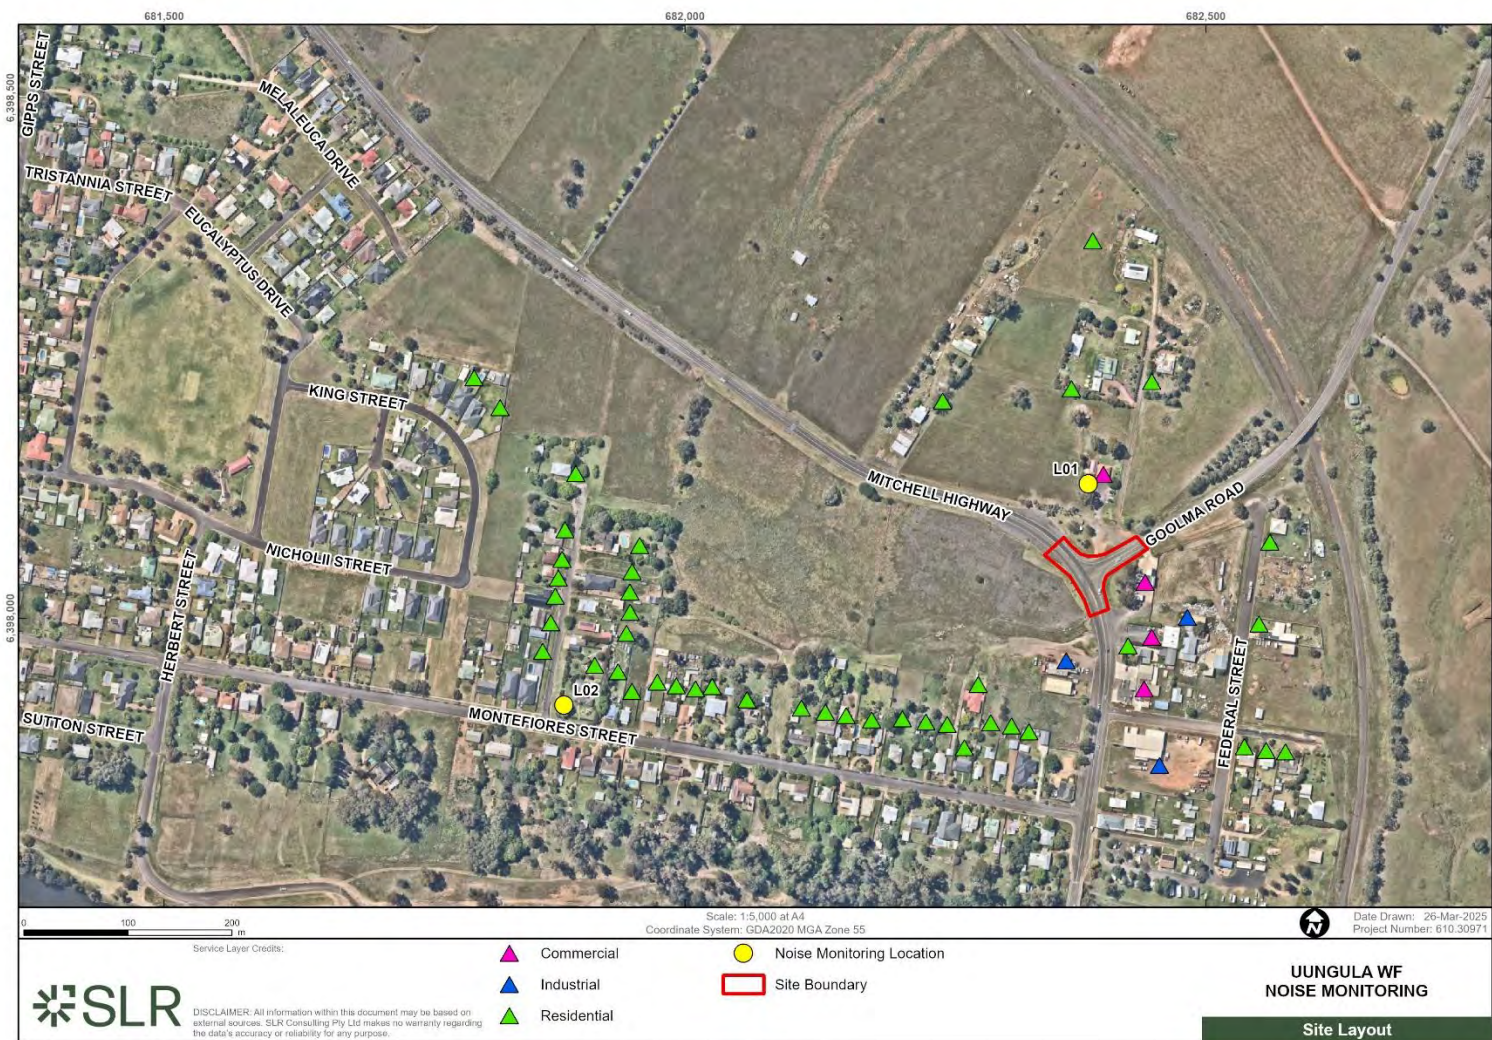 681,500
682,000
682,500
6,398,500
6,398,000
GIPPS STREET
MELALEUCA DRIVE
TRISTANNIA STREET
EUCALYPTUS DRIVE
KING STREET
MITCHELL HIGHWAY
L01
GOOLMA ROAD
NICHOLII STREET
HERBERT STREET
L02
MONTEFIORES STREET
FEDERAL STREET
SUTTON STREET
0 100 200
m
Scale: 1:5,000 at A4
Coordinate System: GDA2020 MGA Zone 55
N
Date Drawn: 26-Mar-2025
Project Number: 610.30971
Service Layer Credits:
SLR
DISCLAIMER: All information within this document may be based on
external sources. SLR Consulting Pty Ltd makes no warranty regarding
the data's accuracy or reliability for any purpose.
Commercial
Industrial
Residential
Noise Monitoring Location
Site Boundary
UUNGULA WF
NOISE MONITORING
Site Layout